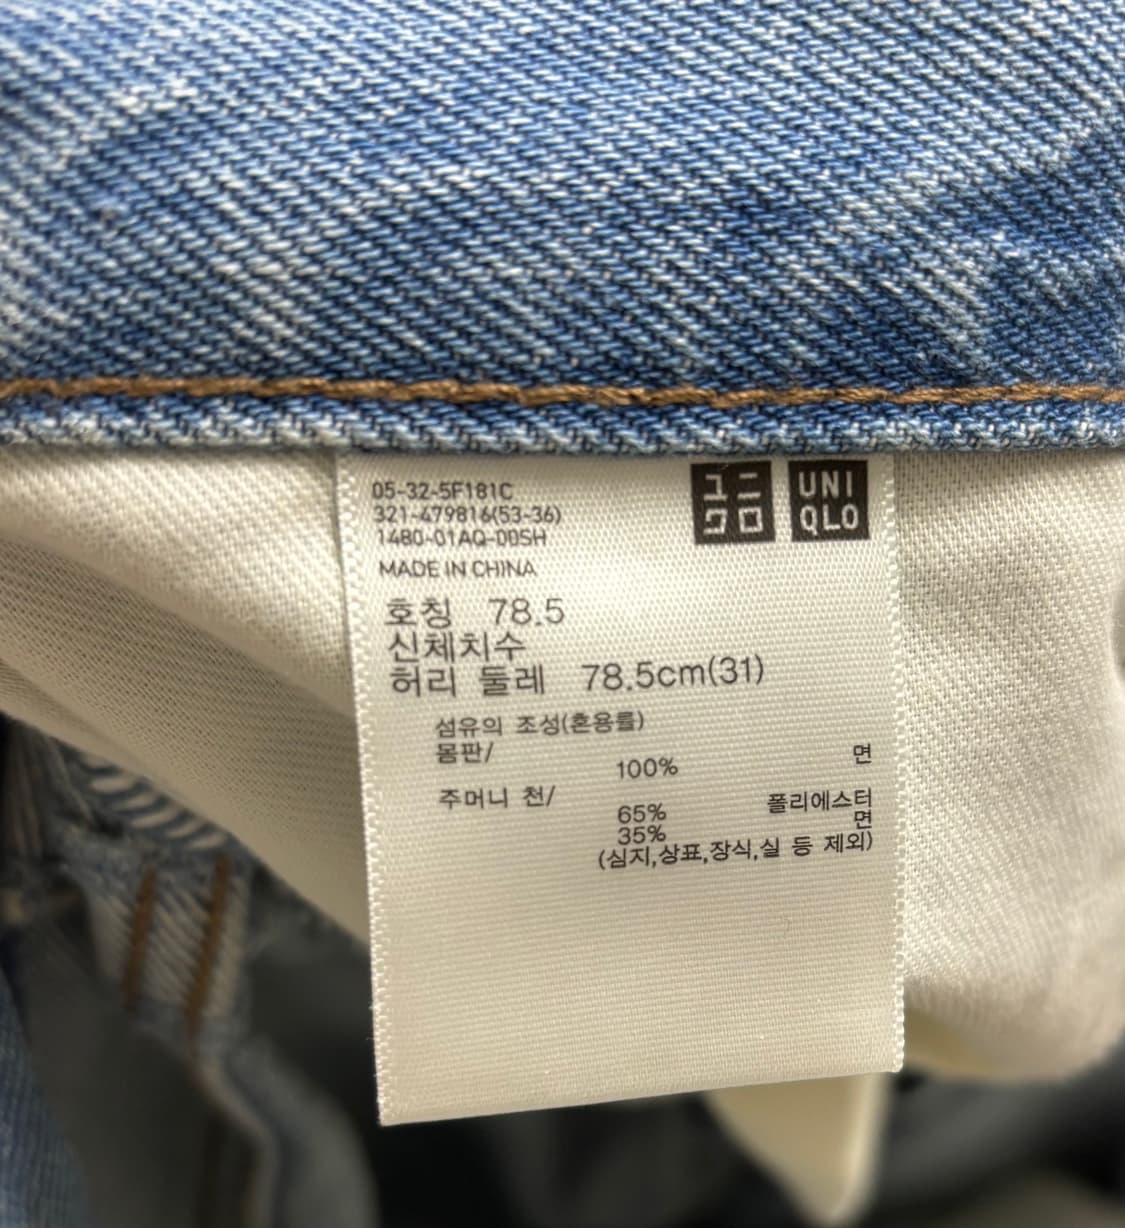 05-32-5F181C
321-479816(53-36)
1480-01AQ-DDSH
MADE IN CHINA
ユニ
クロ
UNI
QLO
호칭 78.5
신체치수
허리 둘레 78.5cm(31)
섬유의 조성(혼용률)
몸판/
100% 면
주머니 천/
65% 폴리에스터
35% 면
(심지,상표,장식,실 등 제외)